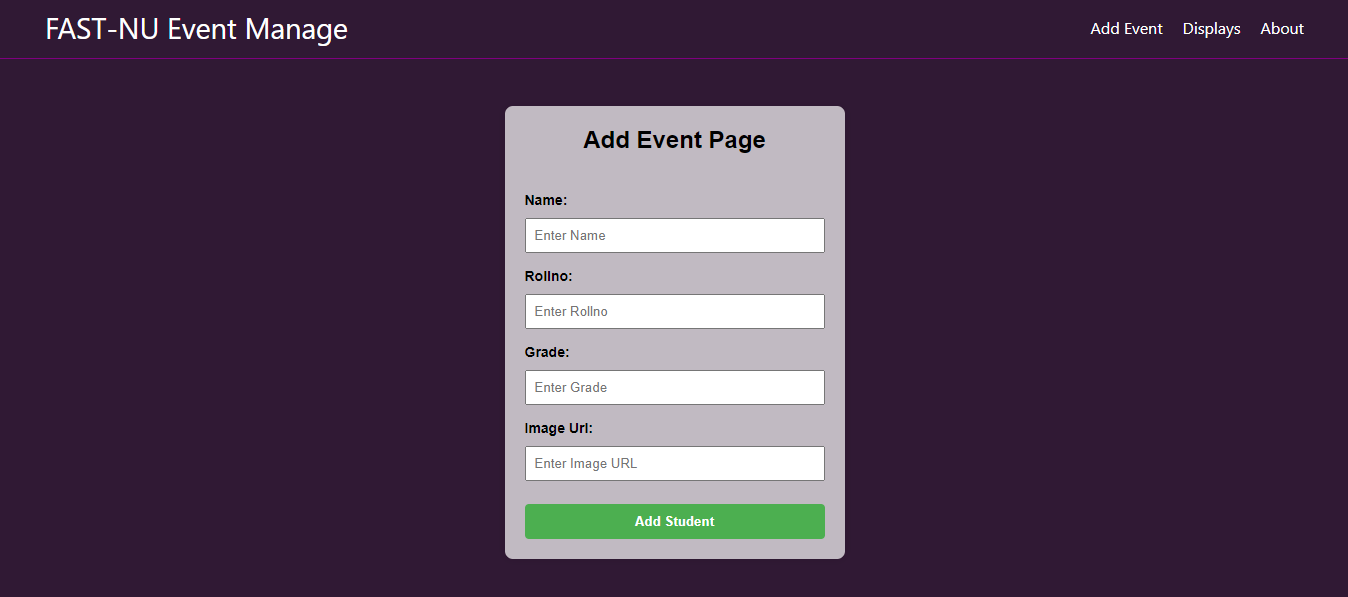 FAST-NU Event Manage
Add Event Displays About
Add Event Page
Name:
Enter Name
Rollno:
Enter Rollno
Grade:
Enter Grade
Image Url:
Enter Image URL
Add Student